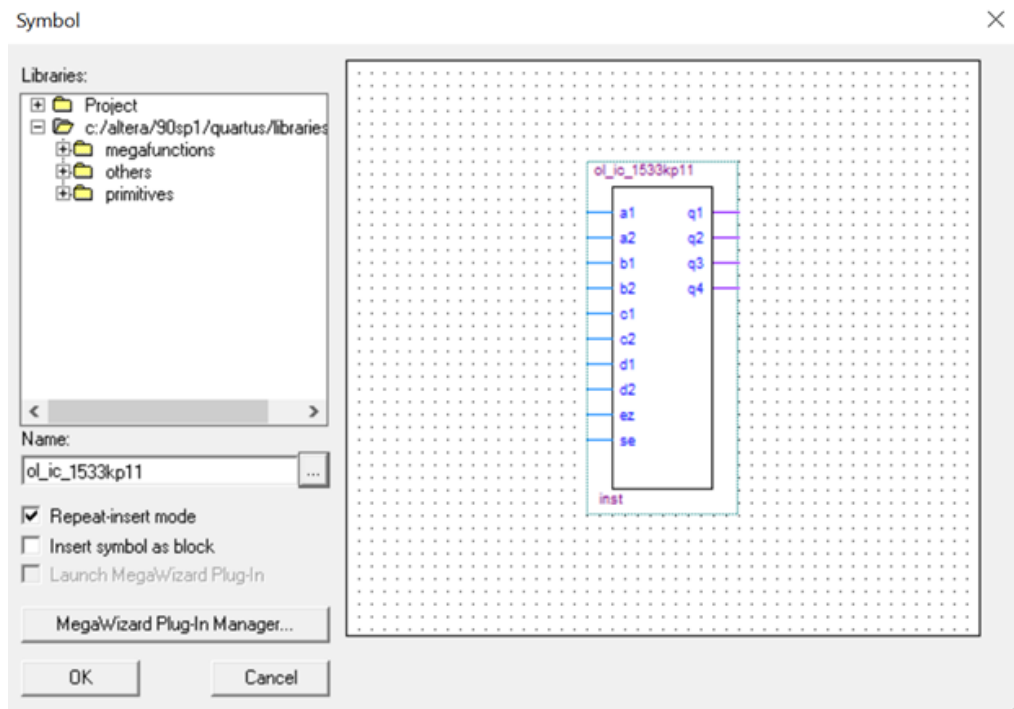 Symbol
Libraries:
Project
c:/altera/90sp1/quartus/libraries
megafunctions
others
primitives
Name:
ol_ic_1533kp11
...
Repeat-insert mode
Insert symbol as block
Launch MegaWizard Plug-In
MegaWizard Plug-In Manager...
OK
Cancel
ol_ic_1533kp11
a1 q1
a2 q2
b1 q3
b2 q4
c1
c2
d1
d2
ez
se
inst